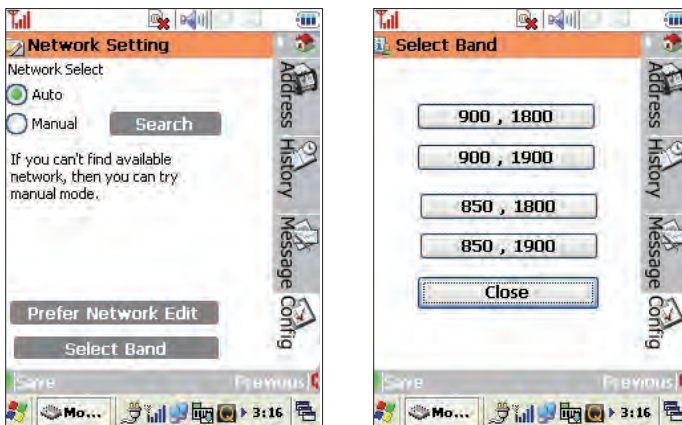 Network Setting
Network Select
Auto
Manual
Search
If you can't find available
network, then you can try
manual mode.
Prefer Network Edit
Select Band
Address
History
Message
Config
Save
Previous
Mo...
3:16
Select Band
900 , 1800
900 , 1900
850 , 1800
850 , 1900
Close
Address
History
Message
Config
Save
Previous
Mo...
3:16